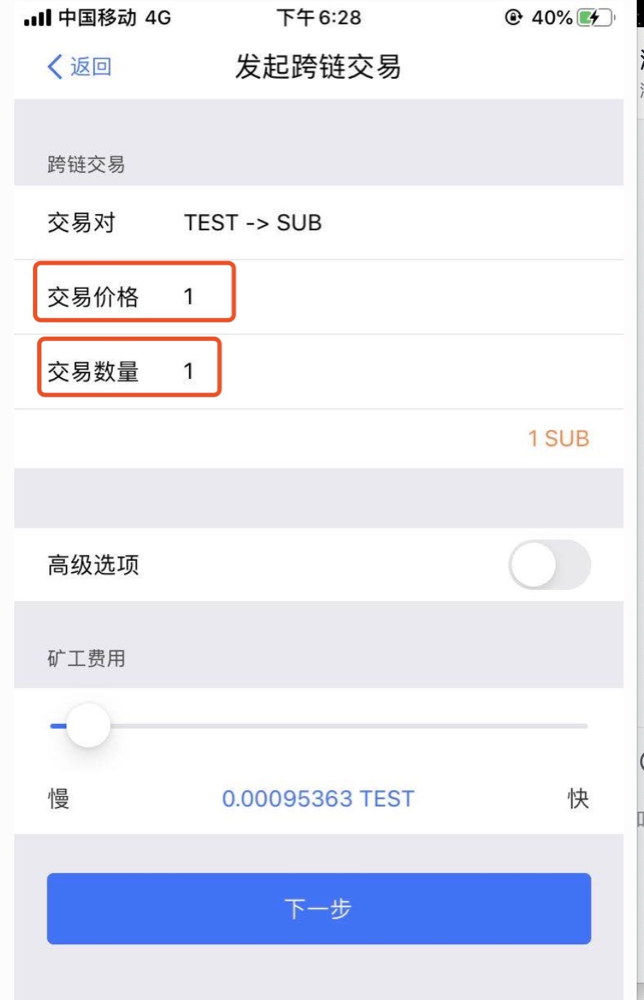 中国移动 4G 下午6:28 40%
返回 发起跨链交易
跨链交易
交易对 TEST -> SUB
交易价格 1
交易数量 1
1 SUB
高级选项
矿工费用
慢 0.00095363 TEST 快
下一步